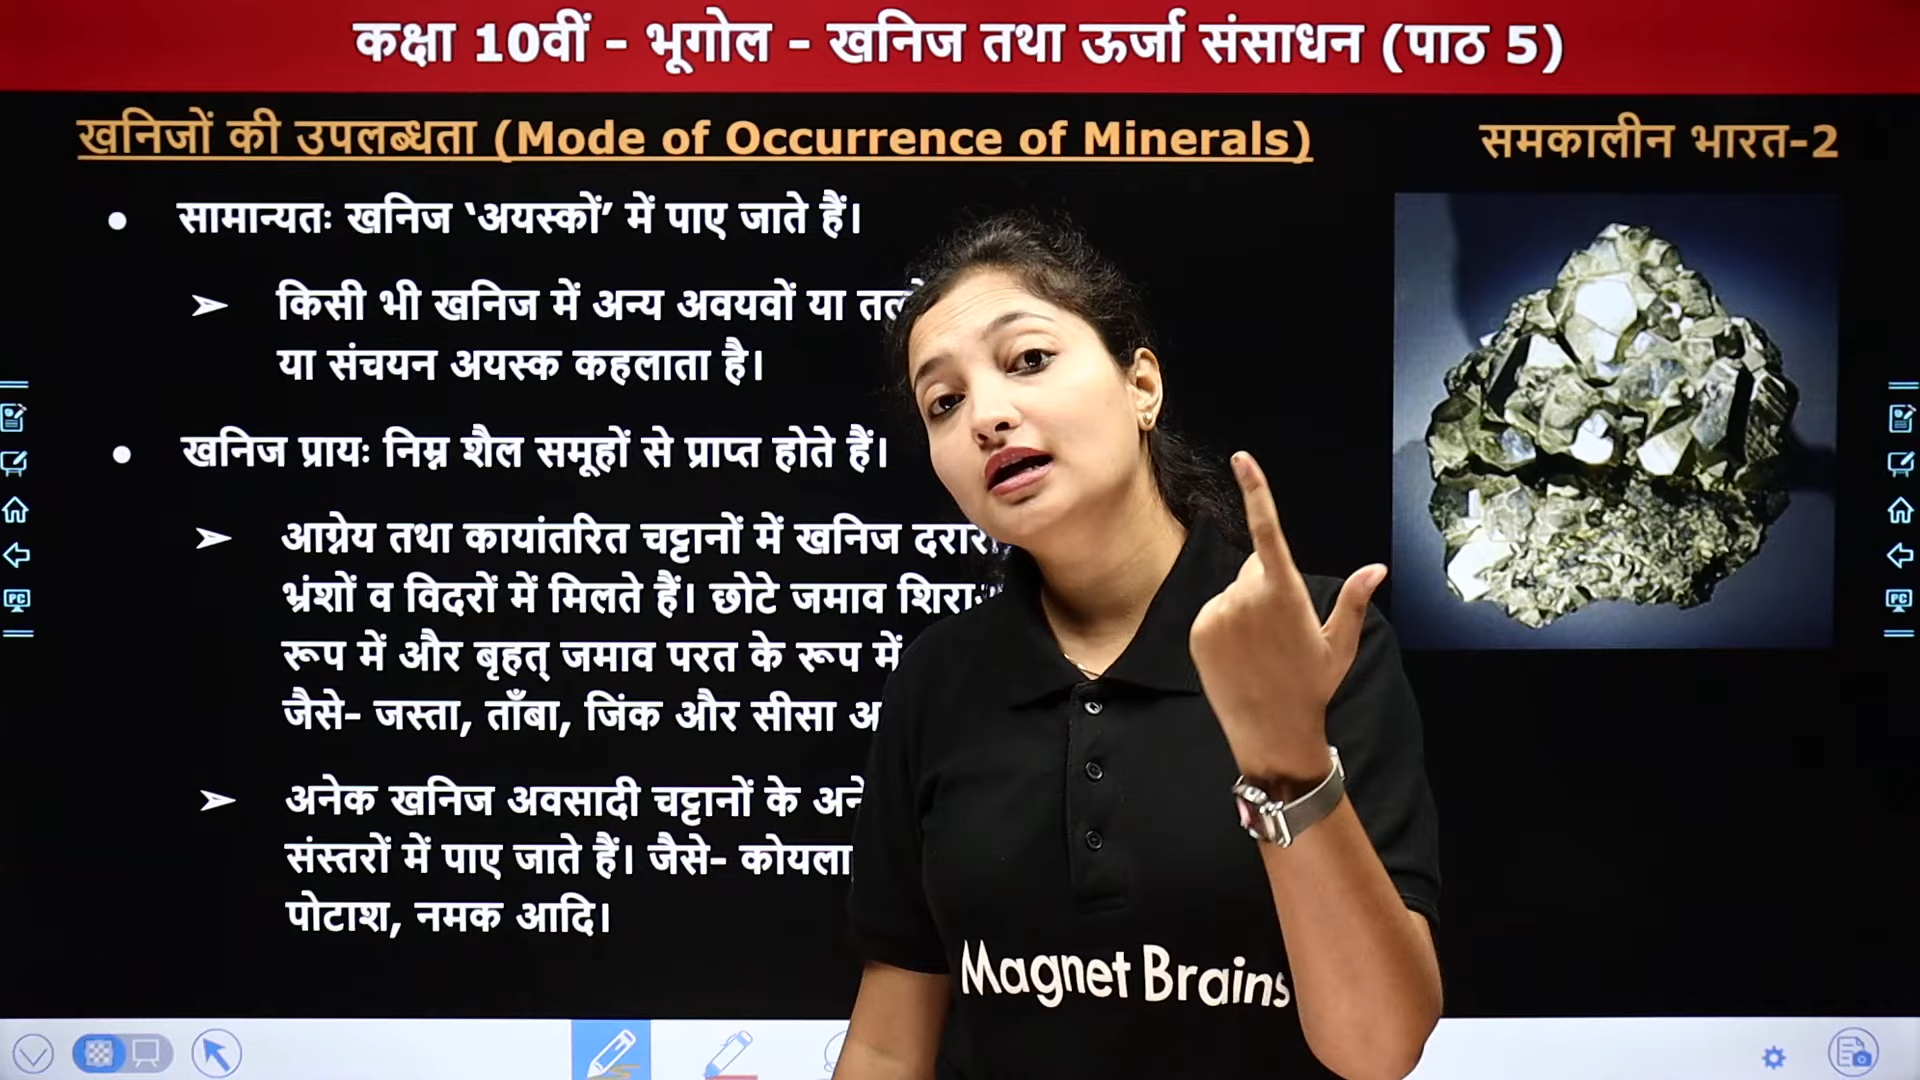 कक्षा 10वीं - भूगोल - खनिज तथा ऊर्जा संसाधन (पाठ 5)
खनिजों की उपलब्धता (Mode of Occurrence of Minerals)
समकालीन भारत-2
सामान्यतः खनिज ‘अयस्कों’ में पाए जाते हैं।
किसी भी खनिज में अन्य अवयवों या
या संचयन अयस्क कहलाता है।
खनिज प्रायः निम्न शैल समूहों से प्राप्त होते हैं।
आग्नेय तथा कायांतरित चट्टानों में खनिज
भ्रंशों व विदरों में मिलते हैं। छोटे जमाव
रूप में और बृहत् जमाव परत के रूप में
जैसे- जस्ता, ताँबा, जिंक और सीसा
अनेक खनिज अवसादी चट्टानों के
संस्तरों में पाए जाते हैं। जैसे- कोयला
पोटाश, नमक आदि।
Magnet Brains
PC
PC